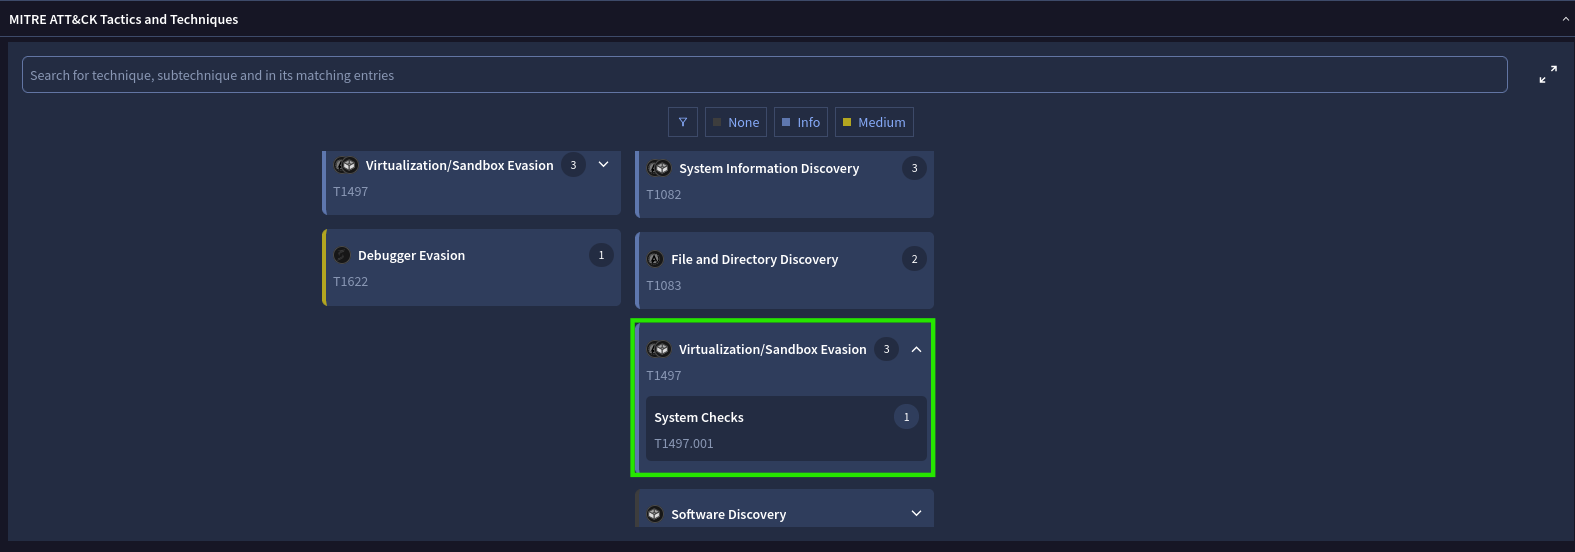 MITRE ATT&CK Tactics and Techniques
Search for technique, subtechnique and in its matching entries
None Info Medium
Virtualization/Sandbox Evasion 3
T1497
Debugger Evasion 1
T1622
System Information Discovery 3
T1082
File and Directory Discovery 2
T1083
Virtualization/Sandbox Evasion 3
T1497
System Checks 1
T1497.001
Software Discovery